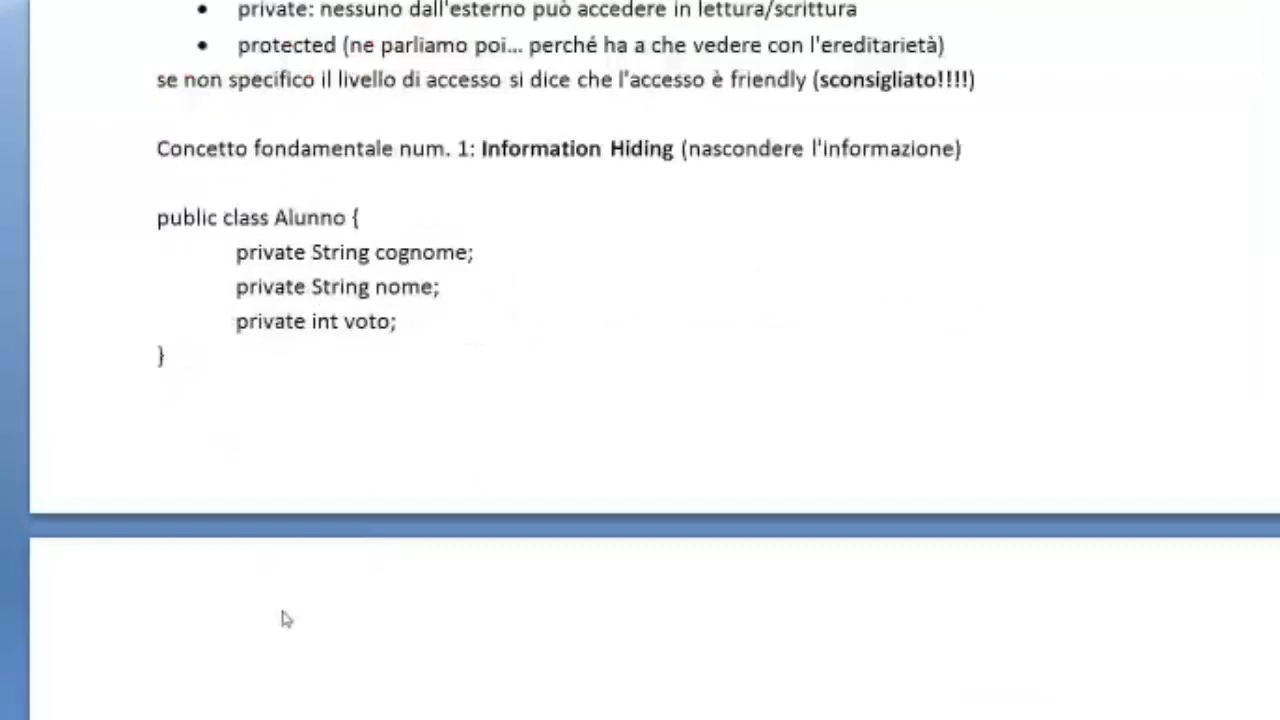 • private: nessuno dall'esterno può accedere in lettura/scrittura
• protected (ne parliamo poi... perché ha a che vedere con l'ereditarietà)
se non specifico il livello di accesso si dice che l'accesso è friendly (sconsigliato!!!!)
Concetto fondamentale num. 1: Information Hiding (nascondere l'informazione)
public class Alunno {
private String cognome;
private String nome;
private int voto;
}